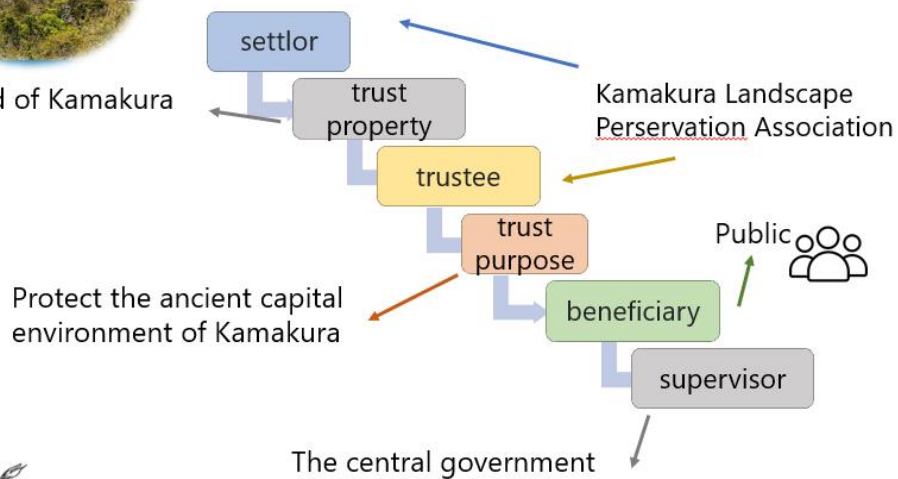 settlor
of Kamakura
trust
property
Kamakura Landscape
Perservation Association
trustee
trust
purpose
Public
Protect the ancient capital
environment of Kamakura
beneficiary
supervisor
The central government